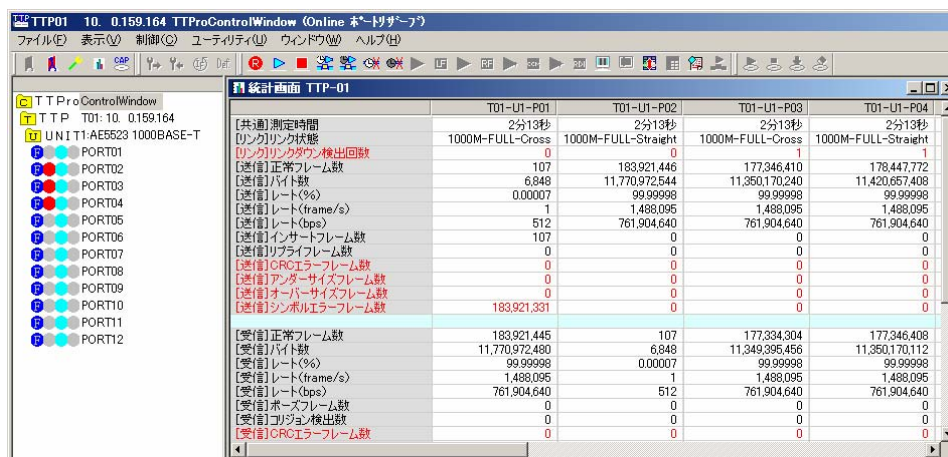 TTP01 10. 0.159.164 TTProControlWindow (Online ポートリザーブ)
ファイル(F) 表示(V) 制御(C) ユーティリティ(U) ウィンドウ(W) ヘルプ(H)
CAP
統計画面 TTP-01
TTProControlWindow
TTP T01: 10. 0.159.164
UNIT1:AE5523 1000BASE-T
PORT01
PORT02
PORT03
PORT04
PORT05
PORT06
PORT07
PORT08
PORT09
PORT10
PORT11
PORT12
T01-U1-P01 T01-U1-P02 T01-U1-P03 T01-U1-P04
[共通]測定時間 2分13秒 2分13秒 2分13秒 2分13秒
[リンク]リンク状態 1000M-FULL-Cross 1000M-FULL-Straight 1000M-FULL-Cross 1000M-FULL-Straight
[リンク]リンクダウン検出回数 0 0 1 1
[送信]正常フレーム数 107 183,921,446 177,346,410 178,447,772
[送信]バイト数 6,848 11,770,972,544 11,350,170,240 11,420,657,408
[送信]レート(%) 0.00007 99.99998 99.99998 99.99998
[送信]レート(frame/s) 1 1,488,095 1,488,095 1,488,095
[送信]レート(bps) 512 761,904,640 761,904,640 761,904,640
[送信]インサートフレーム数 107 0 0 0
[送信]リプライフレーム数 0 0 0 0
[送信]CRCエラーフレーム数 0 0 0 0
[送信]アンダーサイズフレーム数 0 0 0 0
[送信]オーバーサイズフレーム数 0 0 0 0
[送信]シンボルエラーフレーム数 183,921,331 0 0 0
[受信]正常フレーム数 183,921,445 107 177,334,304 177,346,408
[受信]バイト数 11,770,972,480 6,848 11,349,395,456 11,350,170,112
[受信]レート(%) 99.99998 0.00007 99.99998 99.99998
[受信]レート(frame/s) 1,488,095 1 1,488,095 1,488,095
[受信]レート(bps) 761,904,640 512 761,904,640 761,904,640
[受信]ポーズフレーム数 0 0 0 0
[受信]コリジョン検出数 0 0 0 0
[受信]CRCエラーフレーム数 0 0 0 0